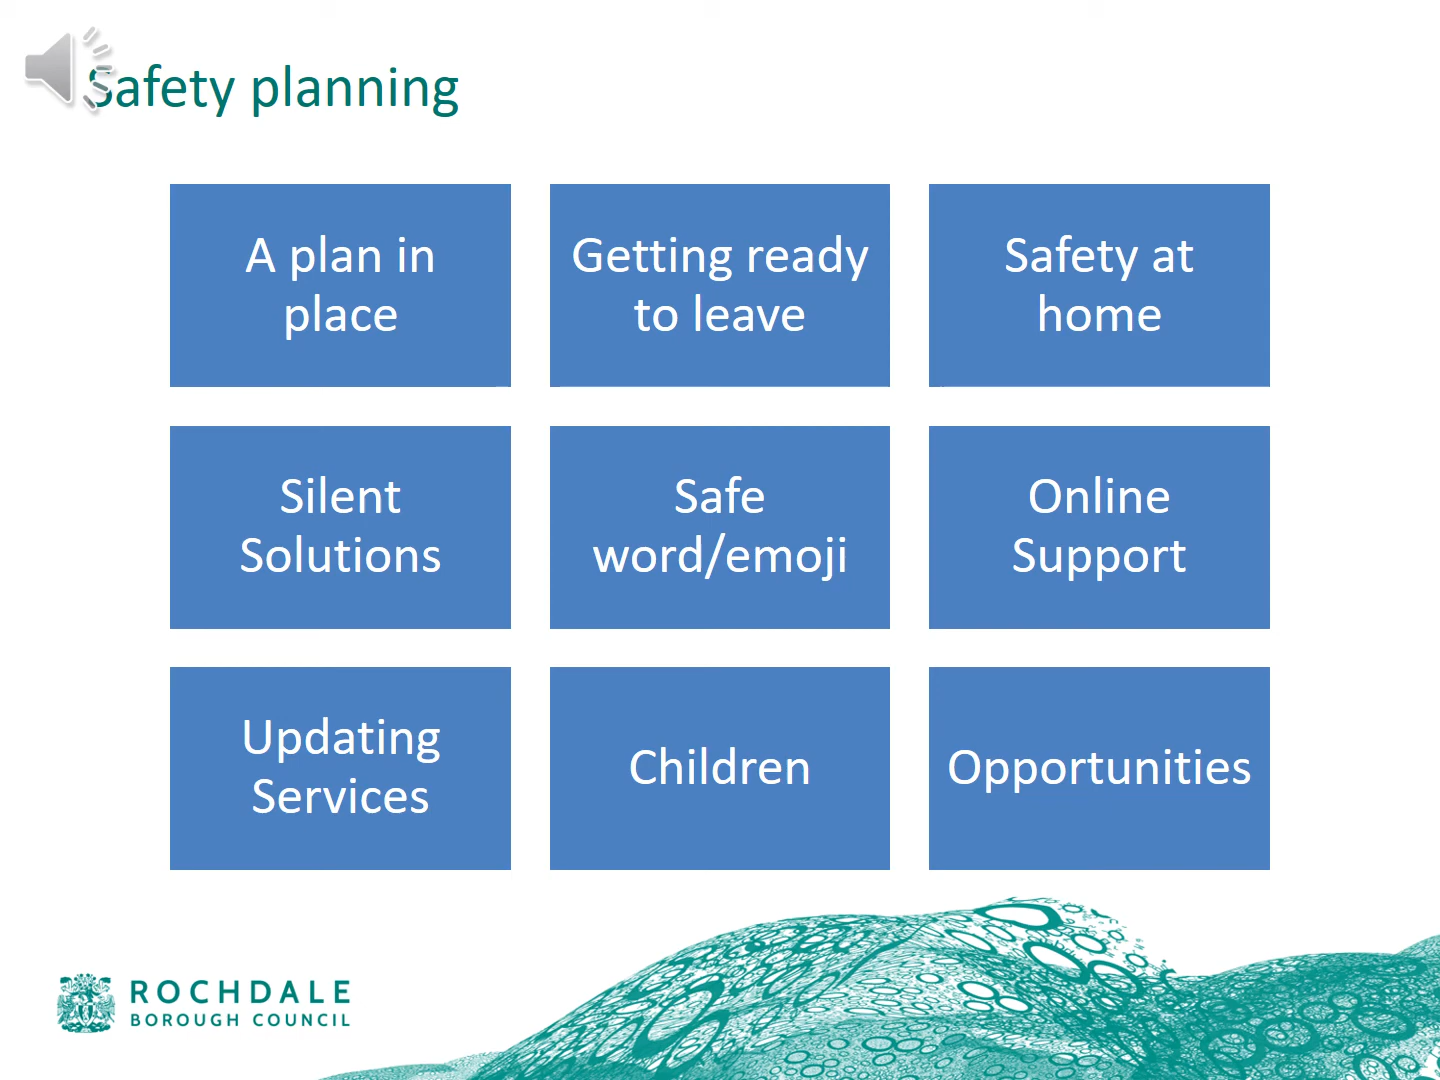 Safety planning
A plan in
place
Getting ready
to leave
Safety at
home
Silent
Solutions
Safe
word/emoji
Online
Support
Updating
Services
Children
Opportunities
ROCHDALE
BOROUGH COUNCIL